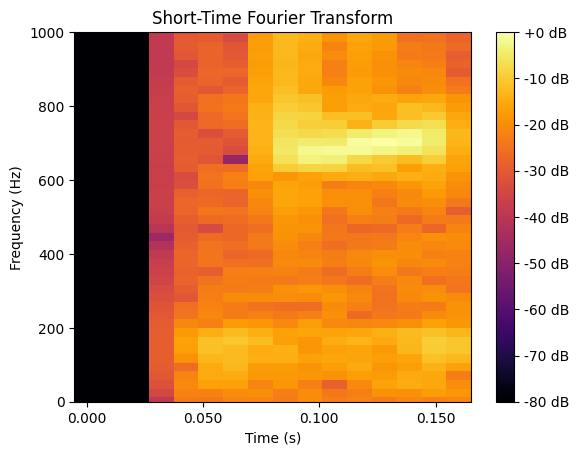 Short-Time Fourier Transform
1000
800
600
400
200
0
Frequency (Hz)
0.000
0.050
0.100
0.150
Time (s)
+0 dB
-10 dB
-20 dB
-30 dB
-40 dB
-50 dB
-60 dB
-70 dB
-80 dB